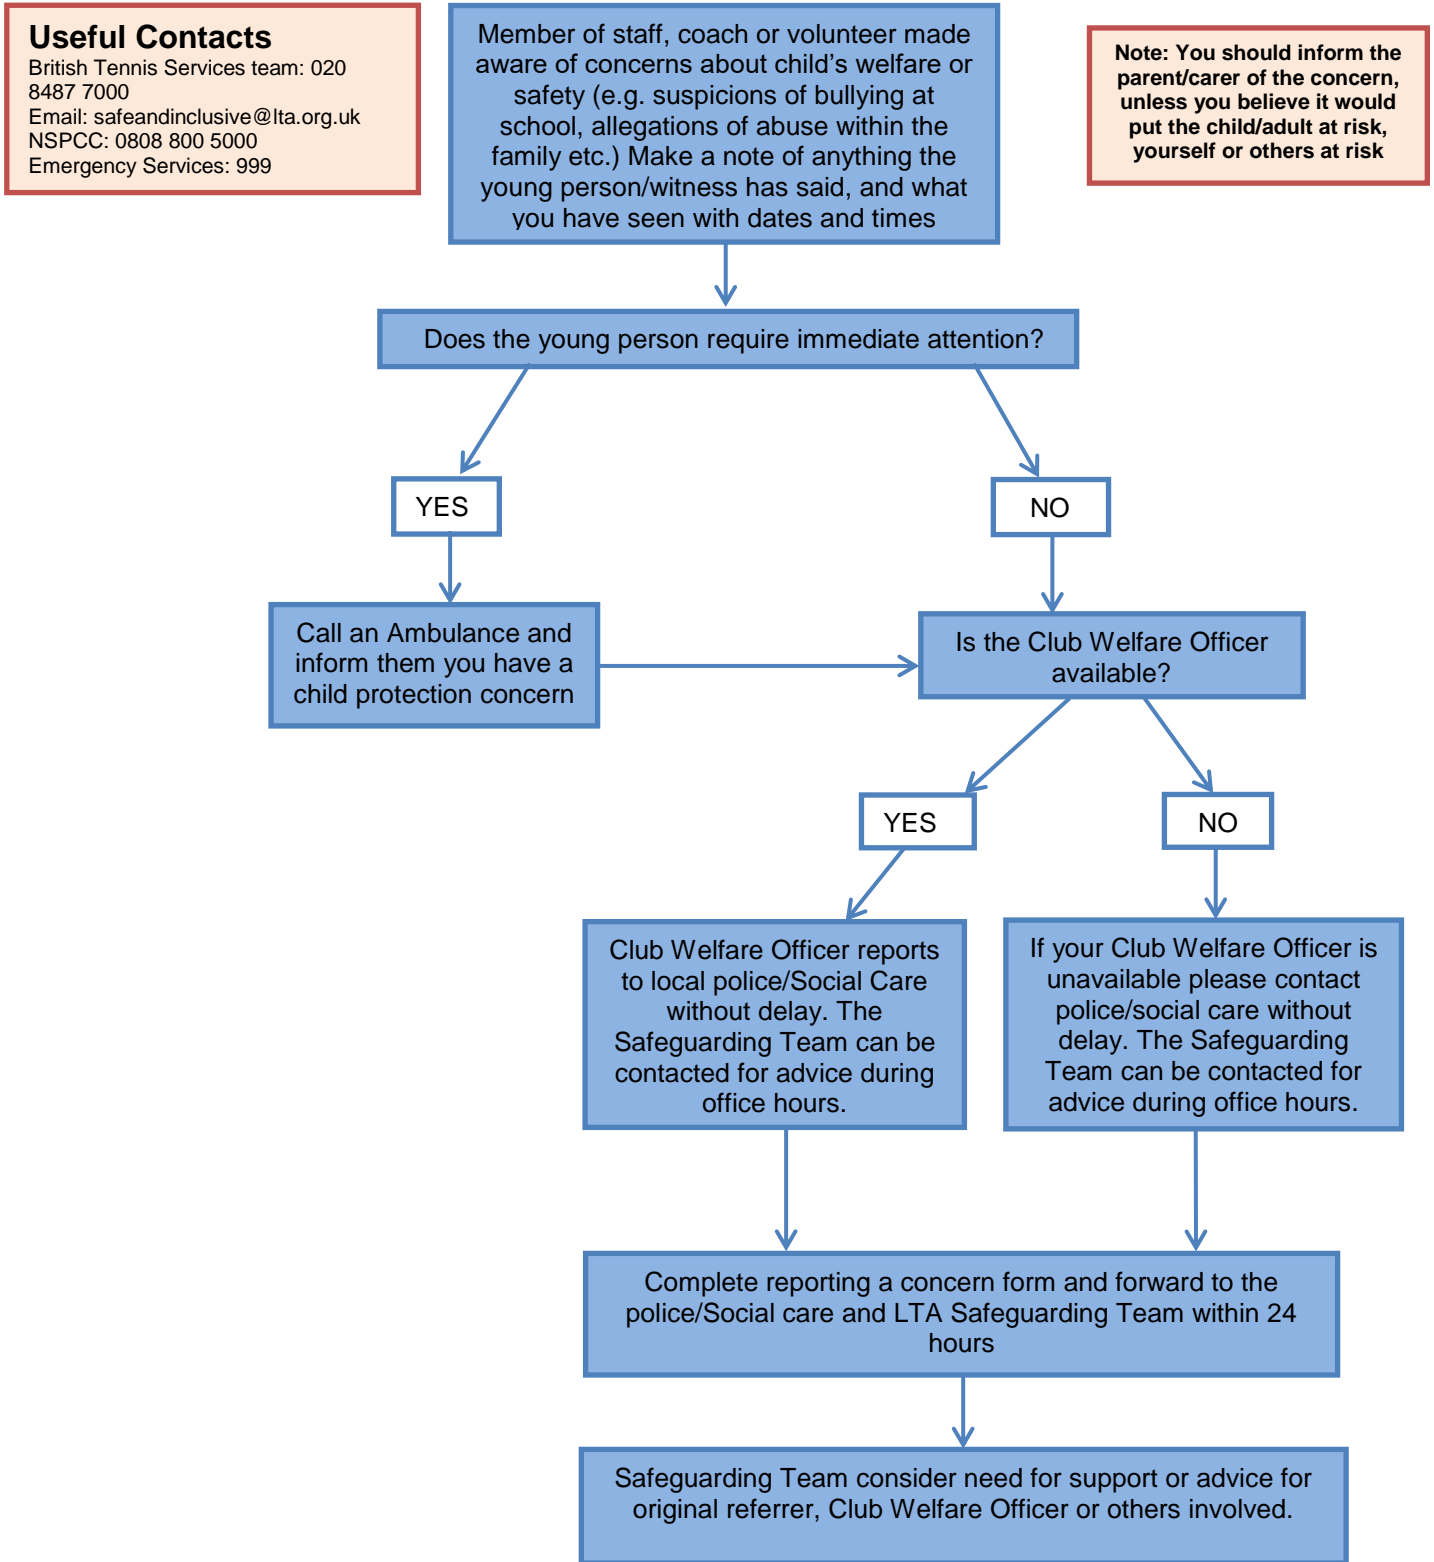 Useful Contacts
British Tennis Services team: 020
8487 7000
Email: safeandinclusive@lta.org.uk
NSPCC: 0808 800 5000
Emergency Services: 999
Member of staff, coach or volunteer made
aware of concerns about child's welfare or
safety (e.g. suspicions of bullying at
school, allegations of abuse within the
family etc.) Make a note of anything the
young person/witness has said, and what
you have seen with dates and times
Note: You should inform the
parent/carer of the concern,
unless you believe it would
put the child/adult at risk,
yourself or others at risk
Does the young person require immediate attention?
YES
NO
Call an Ambulance and
inform them you have a
child protection concern
Is the Club Welfare Officer
available?
YES
NO
Club Welfare Officer reports
to local police/Social Care
without delay. The
Safeguarding Team can be
contacted for advice during
office hours.
If your Club Welfare Officer is
unavailable please contact
police/social care without
delay. The Safeguarding
Team can be contacted for
advice during office hours.
Complete reporting a concern form and forward to the
police/Social care and LTA Safeguarding Team within 24
hours
Safeguarding Team consider need for support or advice for
original referrer, Club Welfare Officer or others involved.